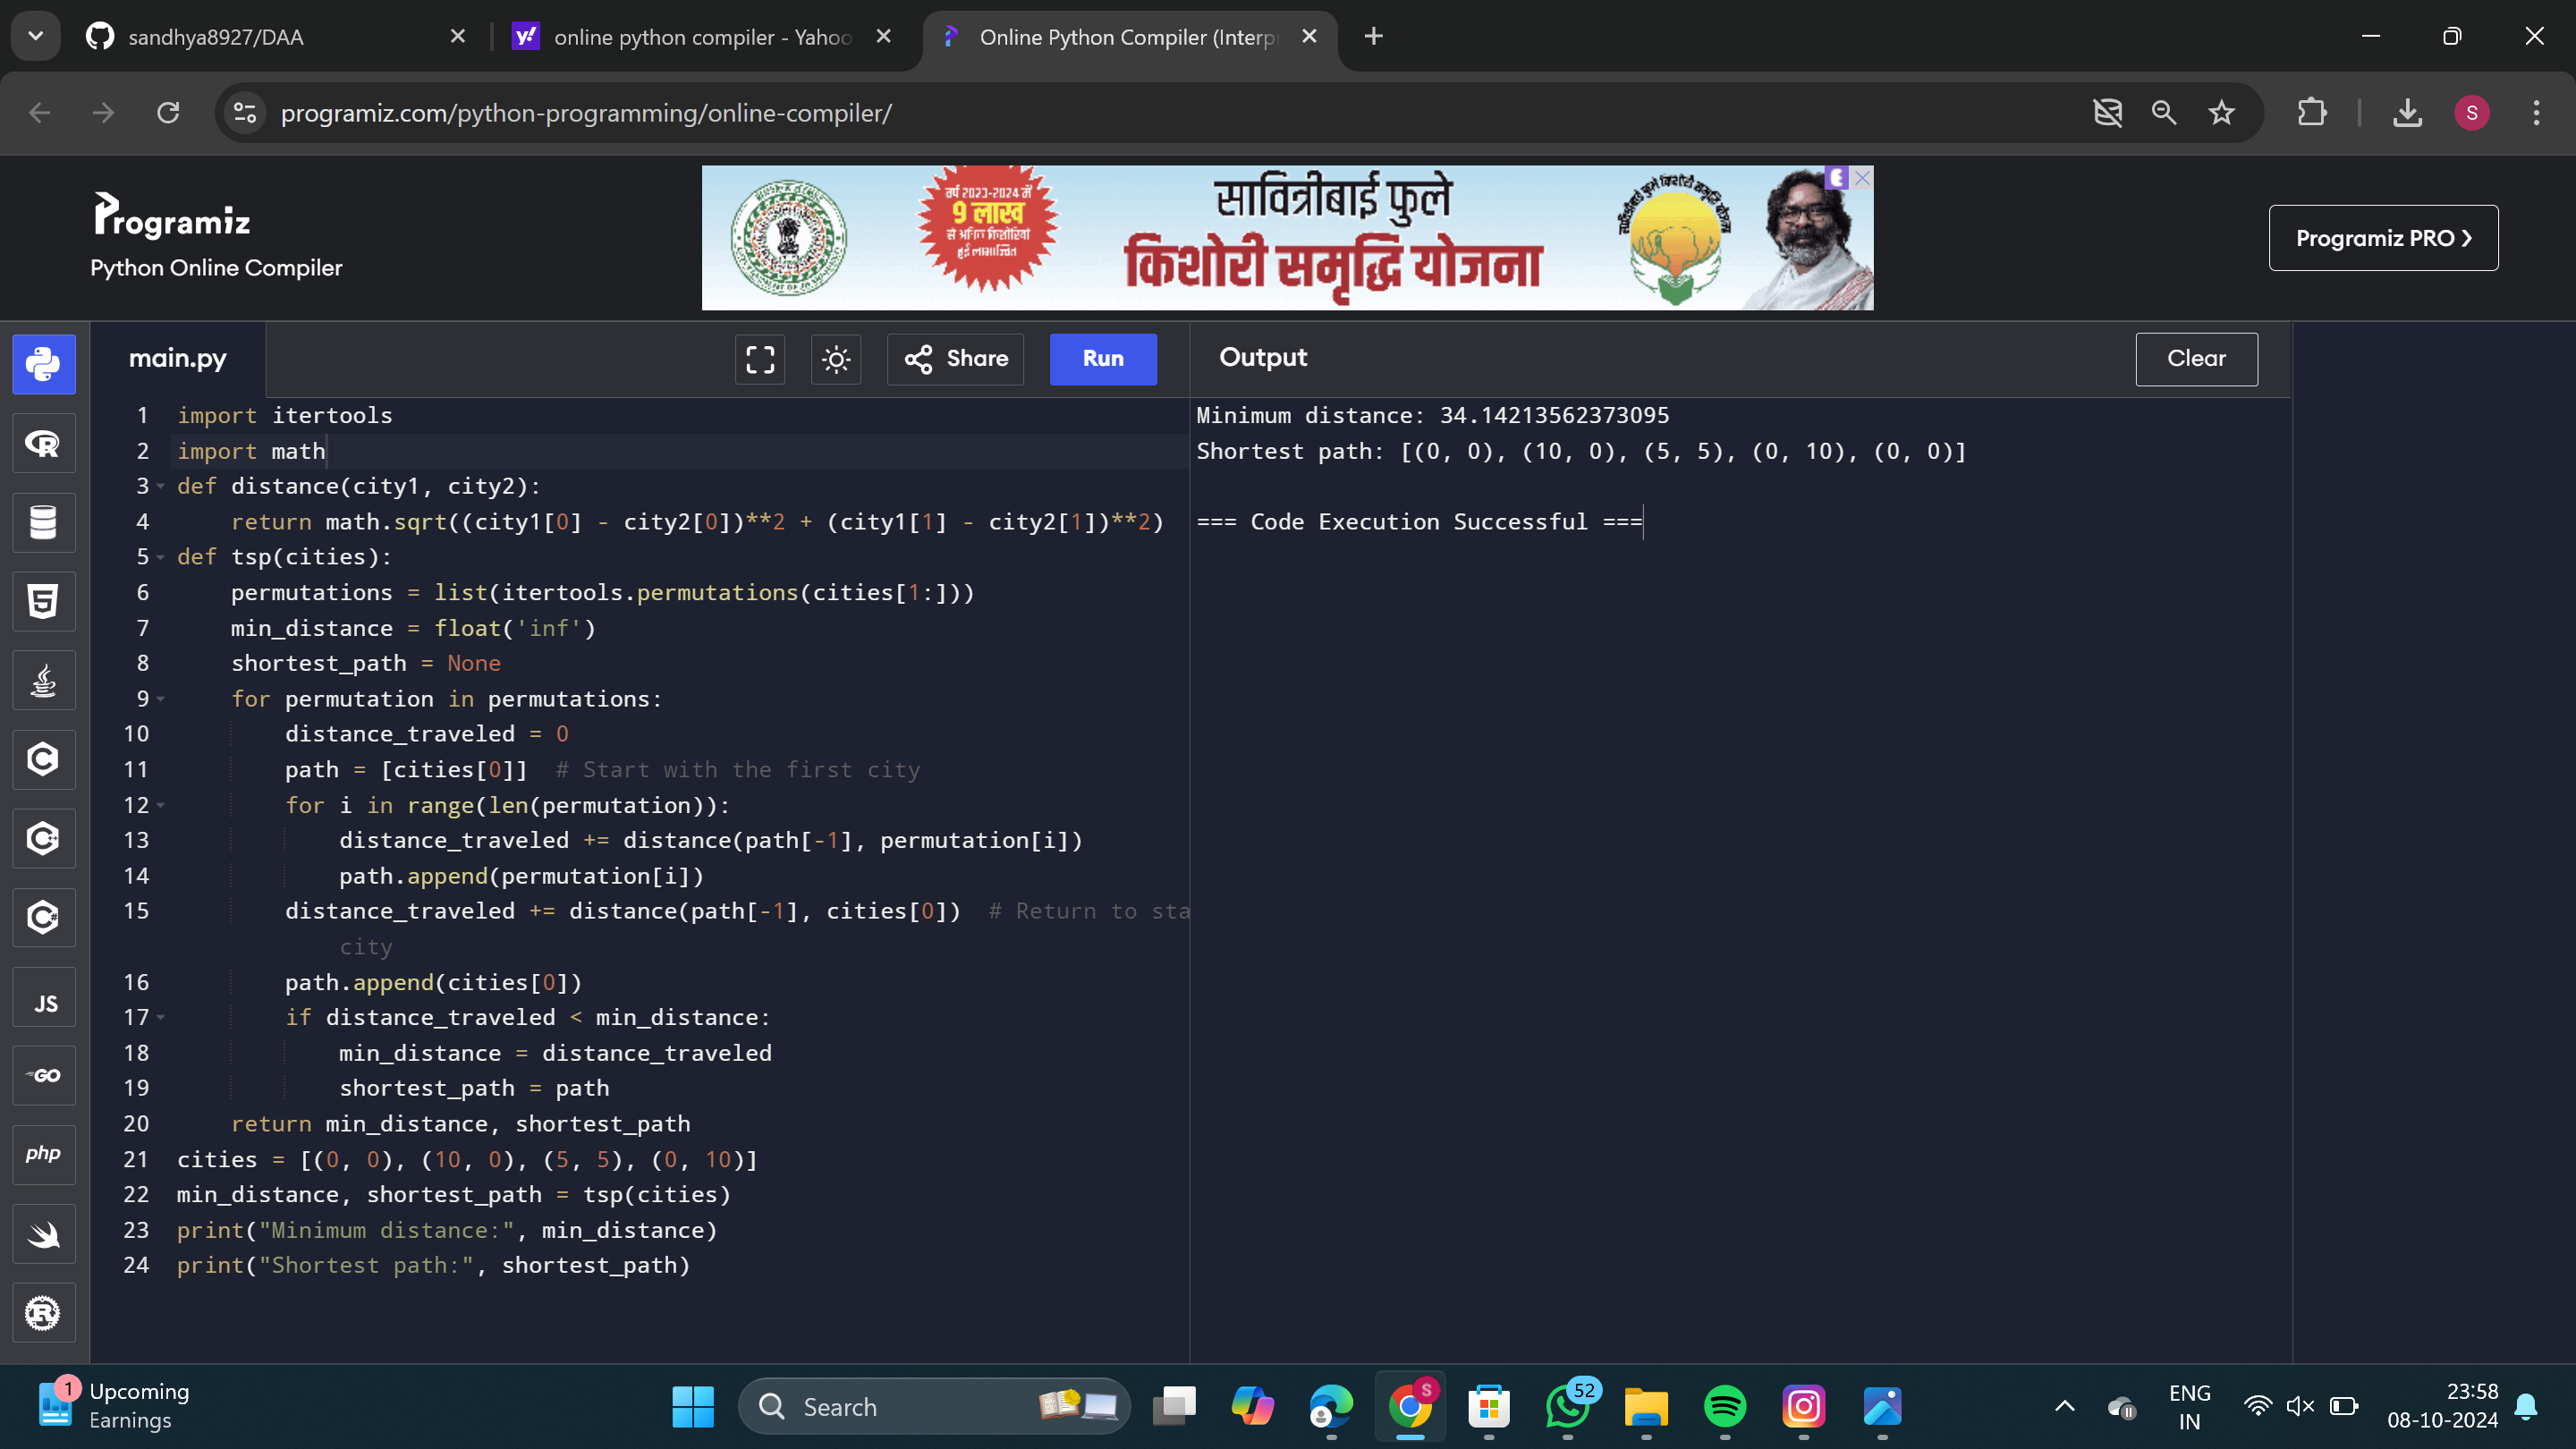 sandhya8927/DAA
online python compiler - Yahoo
Online Python Compiler (Interp
programiz.com/python-programming/online-compiler/
S
Programiz
Python Online Compiler
वर्ष 2023-2024 में
9 लाख
से अधिक किशोरियां
हुई लाभान्वित
सावित्रीबाई फुले
किशोरी समृद्धि योजना
Programiz PRO
main.py
Share
Run
Output
Clear
1 import itertools
2 import math
3 def distance(city1, city2):
4 return math.sqrt((city1[0] - city2[0])**2 + (city1[1] - city2[1])**2)
5 def tsp(cities):
6 permutations = list(itertools.permutations(cities[1:]))
7 min_distance = float('inf')
8 shortest_path = None
9 for permutation in permutations:
10 distance_traveled = 0
11 path = [cities[0]]  # Start with the first city
12 for i in range(len(permutation)):
13 distance_traveled += distance(path[-1], permutation[i])
14 path.append(permutation[i])
15 distance_traveled += distance(path[-1], cities[0])  # Return to sta
city
16 path.append(cities[0])
17 if distance_traveled < min_distance:
18 min_distance = distance_traveled
19 shortest_path = path
20 return min_distance, shortest_path
21 cities = [(0, 0), (10, 0), (5, 5), (0, 10)]
22 min_distance, shortest_path = tsp(cities)
23 print("Minimum distance:", min_distance)
24 print("Shortest path:", shortest_path)
Minimum distance: 34.14213562373095
Shortest path: [(0, 0), (10, 0), (5, 5), (0, 10), (0, 0)]
=== Code Execution Successful ===
JS
GO
php
1
Upcoming
Earnings
Search
S
52
ENG
IN
23:58
08-10-2024